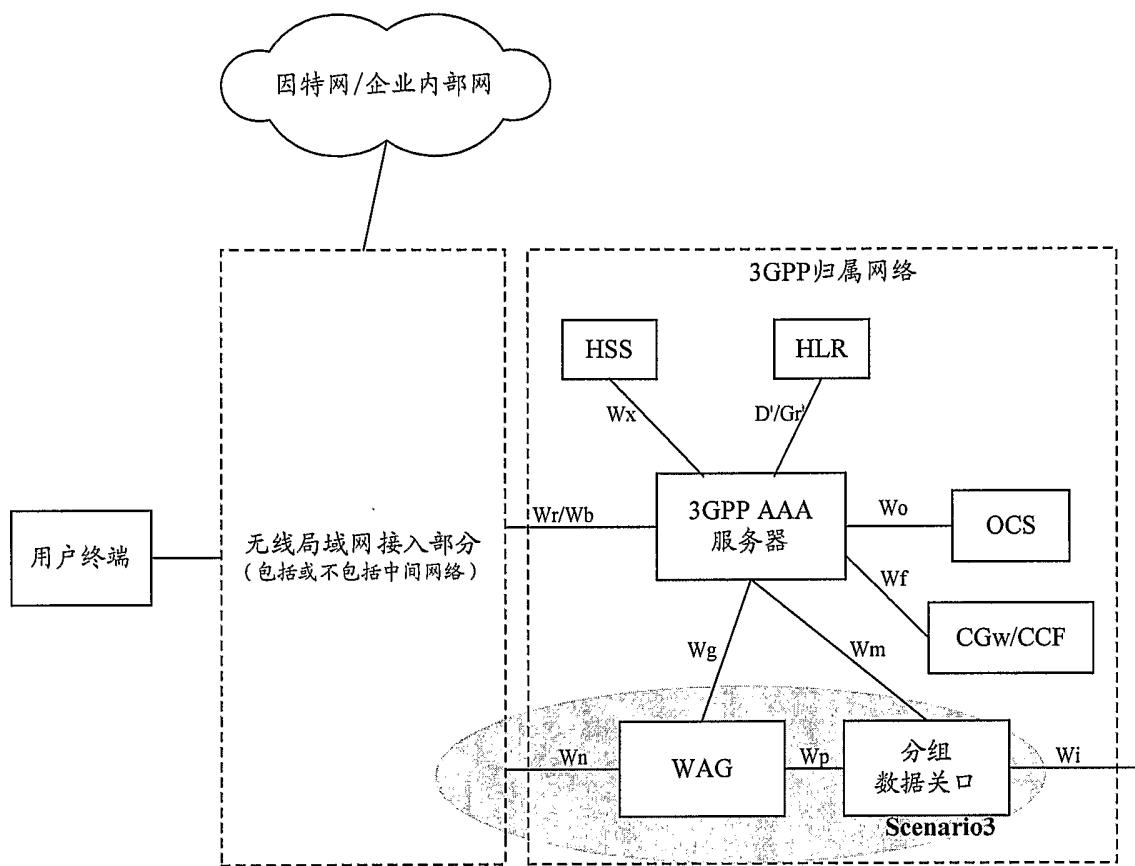 因特网/企业内部网
3GPP归属网络
HSS
HLR
Wx
D'/Gr'
用户终端
无线局域网接入部分
（包括或不包括中间网络）
Wr/Wb
3GPP AAA
服务器
Wo
OCS
Wf
CGw/CCF
Wg
Wm
Wn
WAG
Wp
分组
数据关口
Wi
Scenario3